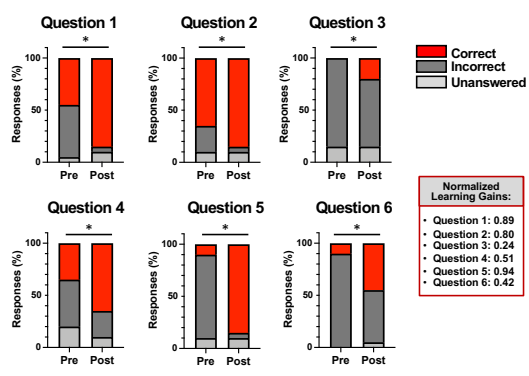 Question 1
Question 2
Question 3
*
*
*
Responses (%)
100
50
0
Pre Post
Responses (%)
100
50
0
Pre Post
Responses (%)
100
50
0
Pre Post
Correct
Incorrect
Unanswered
Question 4
Question 5
Question 6
*
*
*
Responses (%)
100
50
0
Pre Post
Responses (%)
100
50
0
Pre Post
Responses (%)
100
50
0
Pre Post
Normalized
Learning Gains:
• Question 1: 0.89
• Question 2: 0.80
• Question 3: 0.24
• Question 4: 0.51
• Question 5: 0.94
• Question 6: 0.42